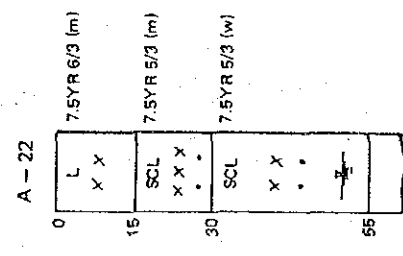 A – 22
0
L
7.5YR 6/3 (m)
x x
15
SCL
7.5YR 5/3 (m)
x x x
30
SCL
7.5YR 5/3 (w)
x x
55